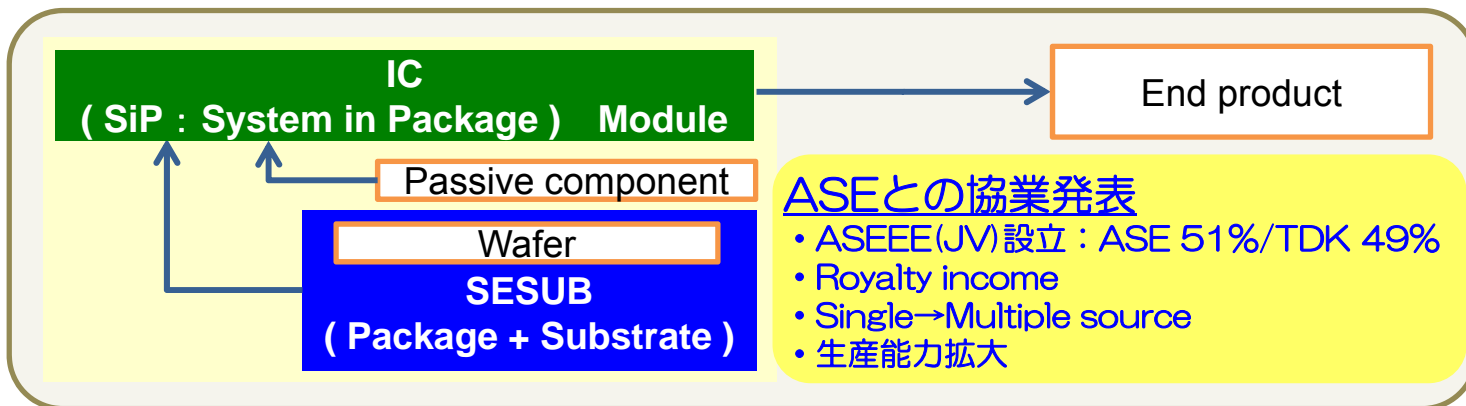 IC
( SiP : System in Package ) Module
End product
Passive component
Wafer
SESUB
( Package + Substrate )
ASEとの協業発表
・ASEEE(JV)設立:ASE 51%/TDK 49%
・Royalty income
・Single→Multiple source
・生産能力拡大